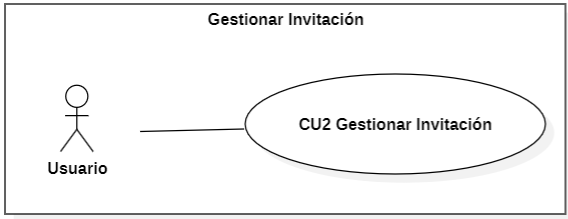 Gestionar Invitación
CU2 Gestionar Invitación
Usuario